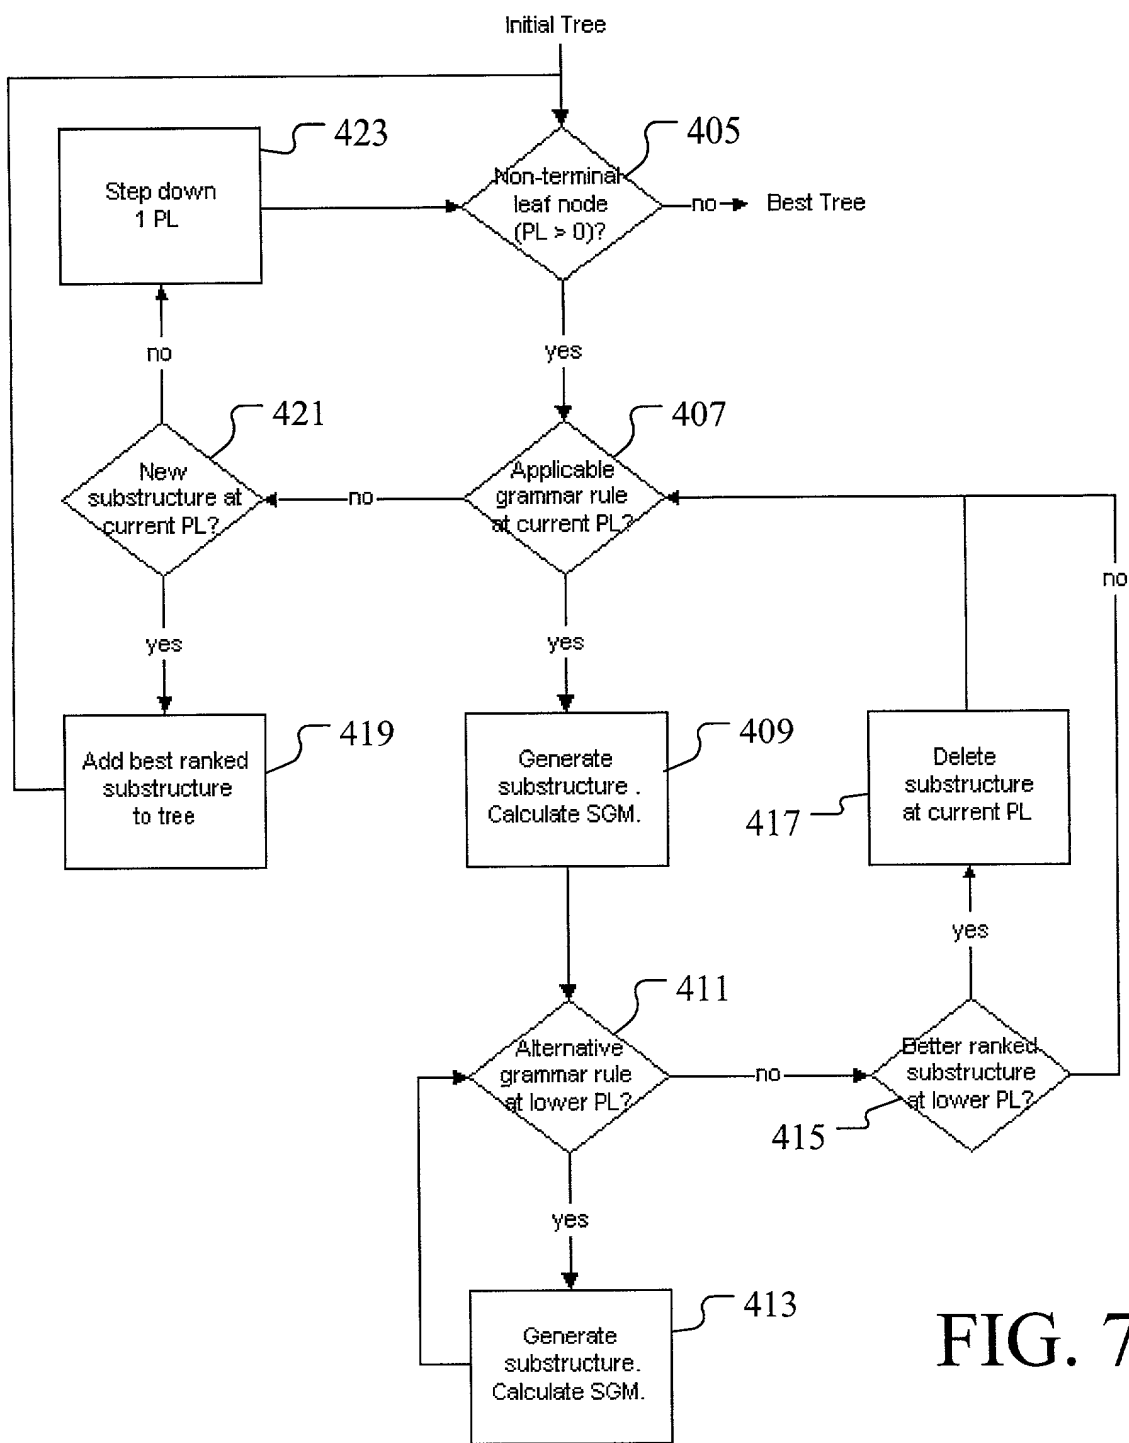 Initial Tree
423
405
Step down
1 PL
Non-terminal
leaf node
(PL > 0)?
no
Best Tree
no
yes
421
407
New
substructure at
current PL?
no
Applicable
grammar rule
at current PL?
no
yes
yes
419
409
Add best ranked
substructure
to tree
Generate
substructure .
Calculate SGM.
417
Delete
substructure
at current PL
yes
411
Alternative
grammar rule
at lower PL?
no
Better ranked
substructure
at lower PL?
415
yes
413
Generate
substructure.
Calculate SGM.
FIG. 7